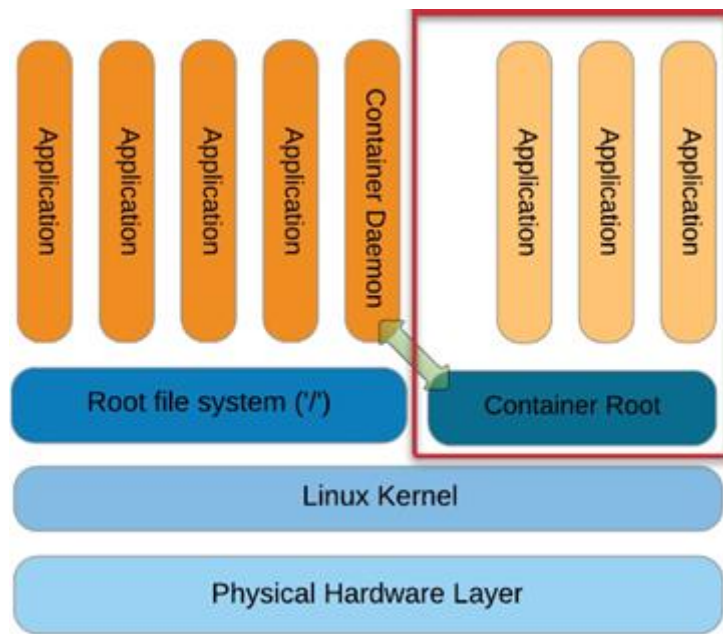 Application
Application
Application
Application
Container Daemon
Application
Application
Application
Root file system ('/')
Container Root
Linux Kernel
Physical Hardware Layer